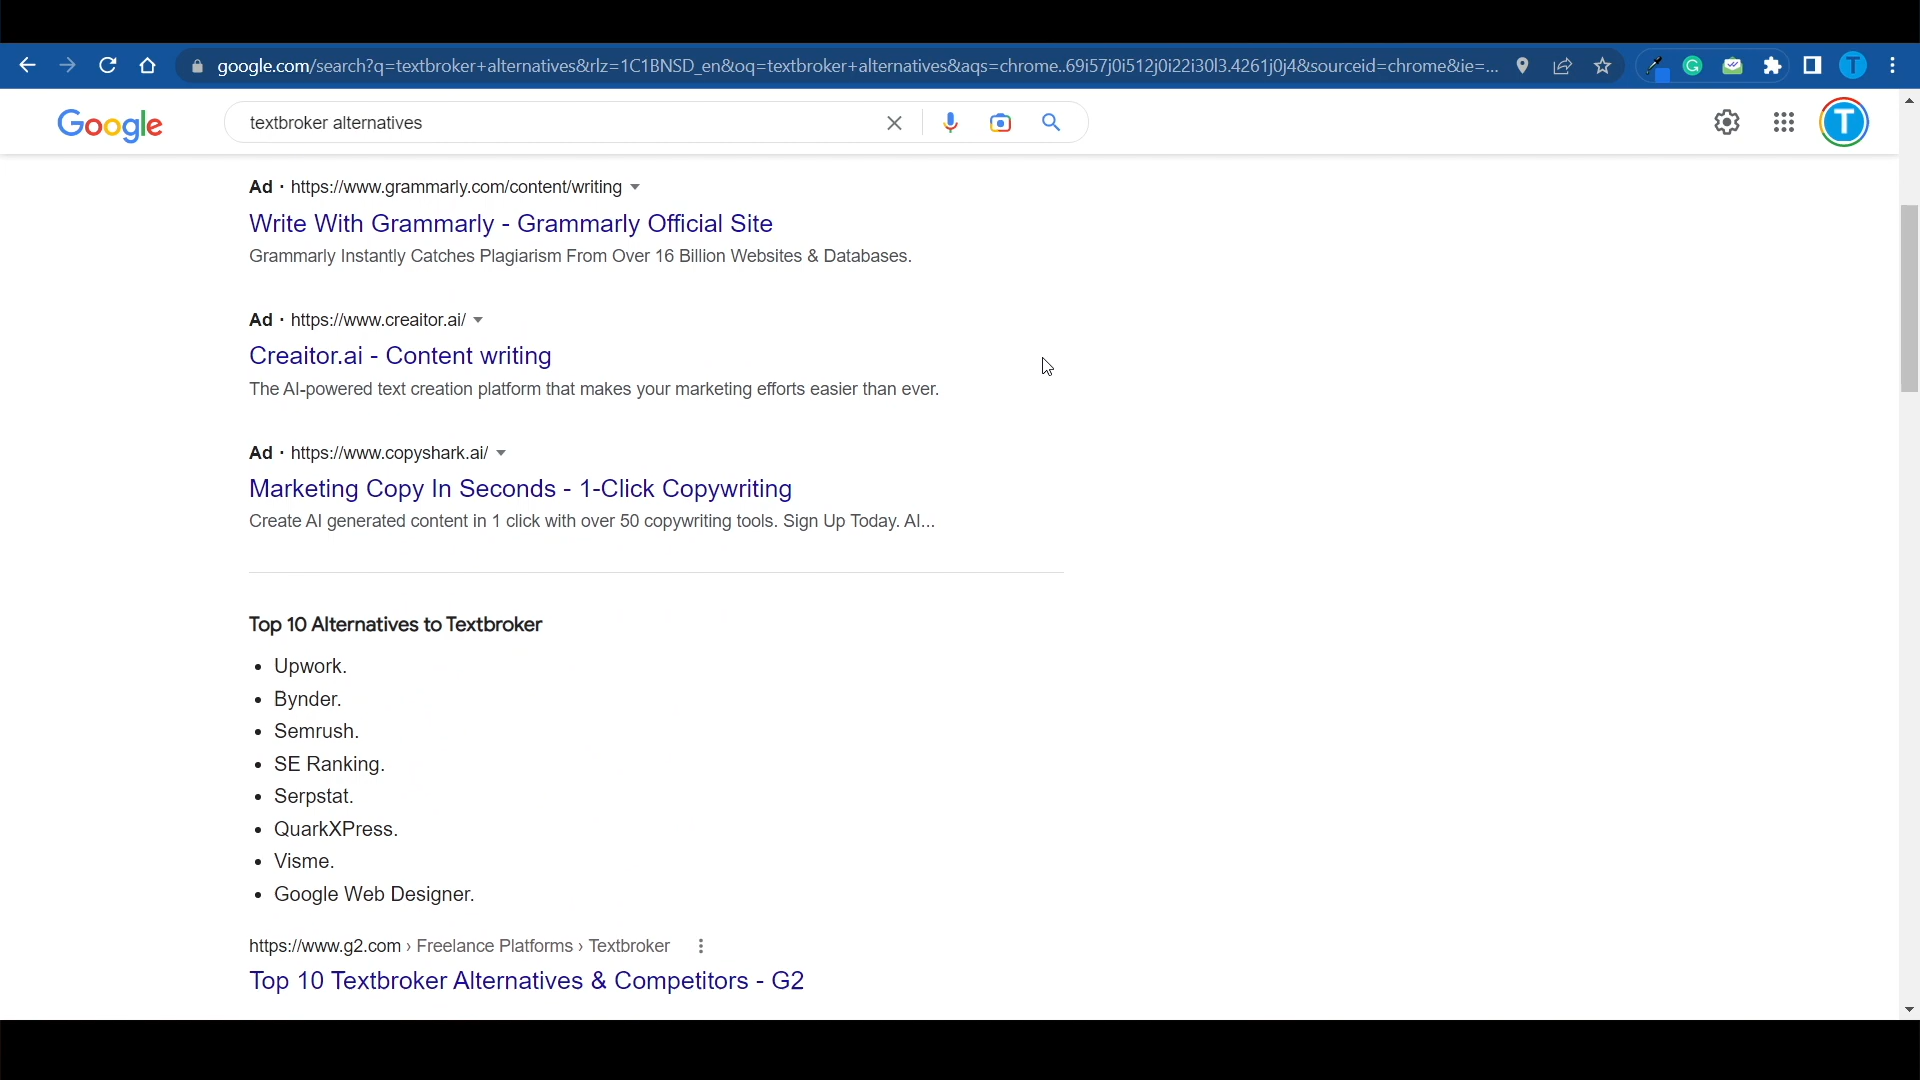 google.com/search?q=textbroker+alternatives&rlz=1C1BNSD_en&oq=textbroker+alternatives&aqs=chrome..69i57j0i512j0i22i30l3.4261j0j4&sourceid=chrome&ie=...
T
Google
textbroker alternatives
T
Ad · https://www.grammarly.com/content/writing
Write With Grammarly - Grammarly Official Site
Grammarly Instantly Catches Plagiarism From Over 16 Billion Websites & Databases.
Ad · https://www.creaitor.ai/
Creaitor.ai - Content writing
The AI-powered text creation platform that makes your marketing efforts easier than ever.
Ad · https://www.copyshark.ai/
Marketing Copy In Seconds - 1-Click Copywriting
Create AI generated content in 1 click with over 50 copywriting tools. Sign Up Today. AI...
Top 10 Alternatives to Textbroker
• Upwork.
• Bynder.
• Semrush.
• SE Ranking.
• Serpstat.
• QuarkXPress.
• Visme.
• Google Web Designer.
https://www.g2.com › Freelance Platforms › Textbroker
Top 10 Textbroker Alternatives & Competitors - G2